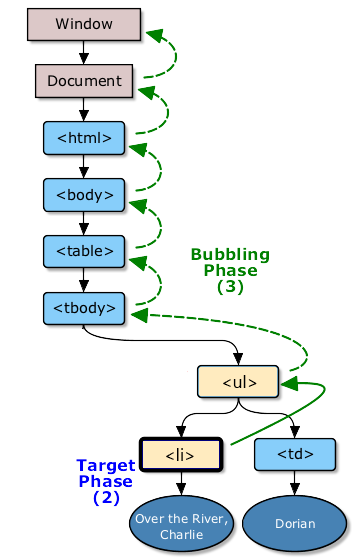 Window
Document
<html>
<body>
<table>
Bubbling
Phase
(3)
<tbody>
<ul>
<li>
<td>
Target
Phase
(2)
Over the River,
Charlie
Dorian